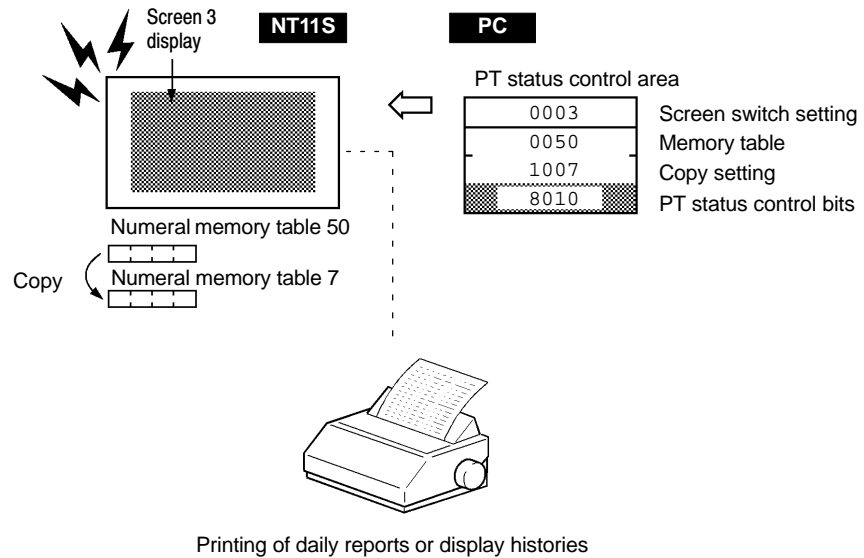 Screen 3
display
NT11S
PC
PT status control area
0003 Screen switch setting
0050 Memory table
1007 Copy setting
8010 PT status control bits
Numeral memory table 50
Copy
Numeral memory table 7
Printing of daily reports or display histories